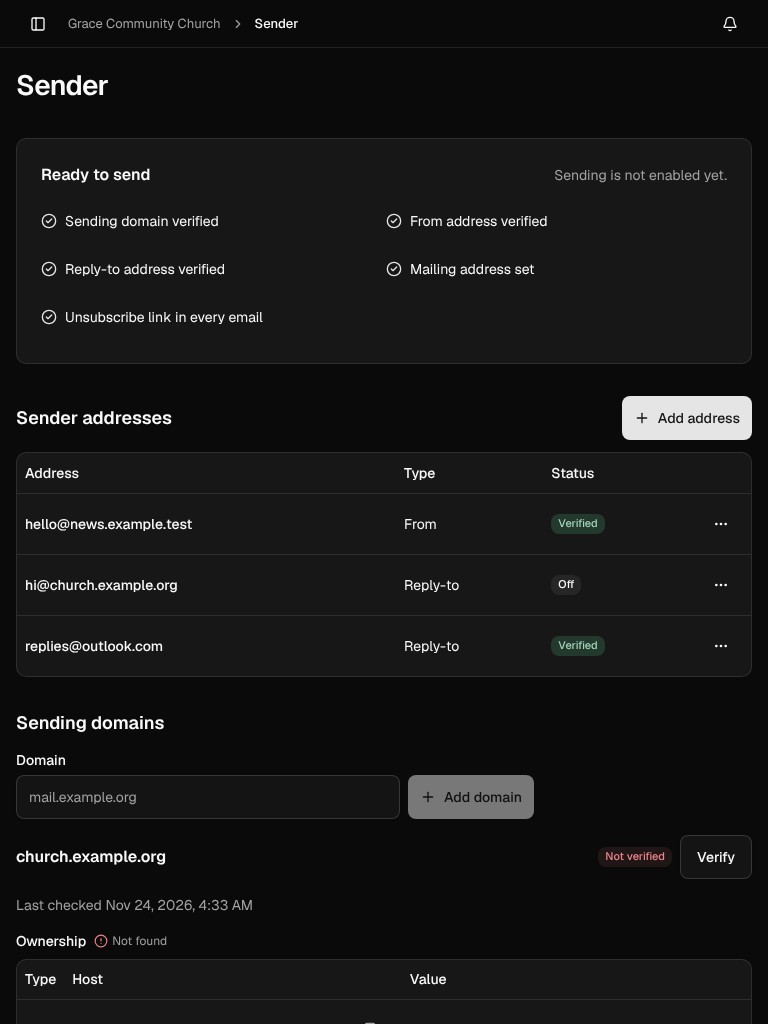 Grace Community Church > Sender
Sender
Ready to send
Sending is not enabled yet.
Sending domain verified
From address verified
Reply-to address verified
Mailing address set
Unsubscribe link in every email
Sender addresses
+ Add address
Address Type Status
hello@news.example.test From Verified ...
hi@church.example.org Reply-to Off ...
replies@outlook.com Reply-to Verified ...
Sending domains
Domain
mail.example.org
+ Add domain
church.example.org
Not verified
Verify
Last checked Nov 24, 2026, 4:33 AM
Ownership Not found
Type Host Value